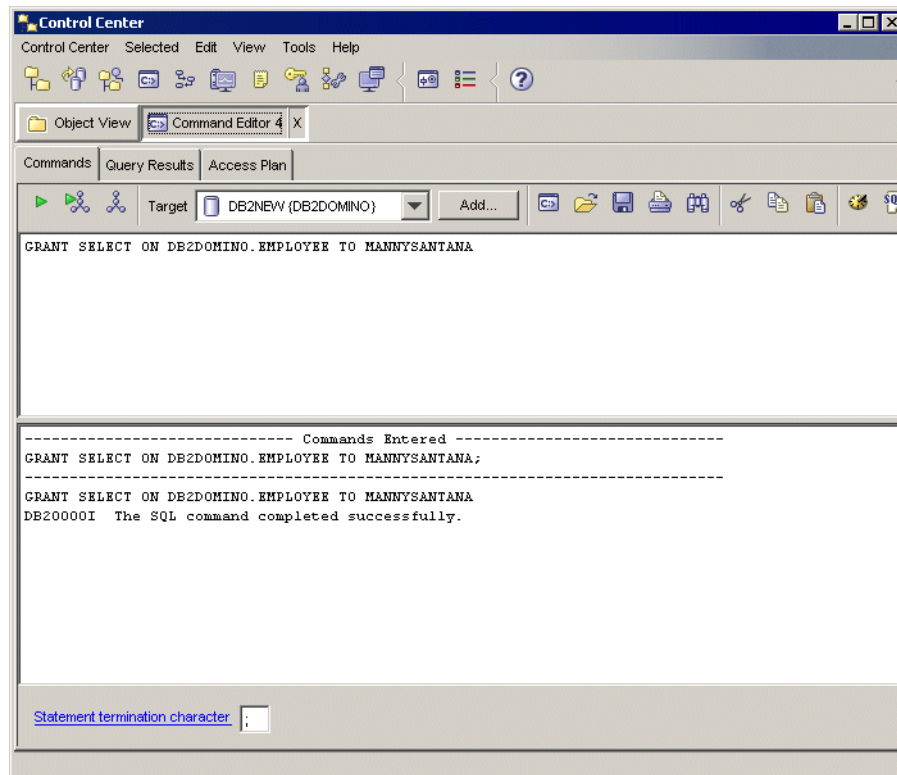 Control Center
Control Center Selected Edit View Tools Help
Object View Command Editor 4 X
Commands Query Results Access Plan
Target DB2NEW {DB2DOMINO} Add...
GRANT SELECT ON DB2DOMINO.EMPLOYEE TO MANNYSANTANA
------------------------------ Commands Entered ------------------------------
GRANT SELECT ON DB2DOMINO.EMPLOYEE TO MANNYSANTANA;
------------------------------------------------------------------------------
GRANT SELECT ON DB2DOMINO.EMPLOYEE TO MANNYSANTANA
DB20000I The SQL command completed successfully.
Statement termination character ;